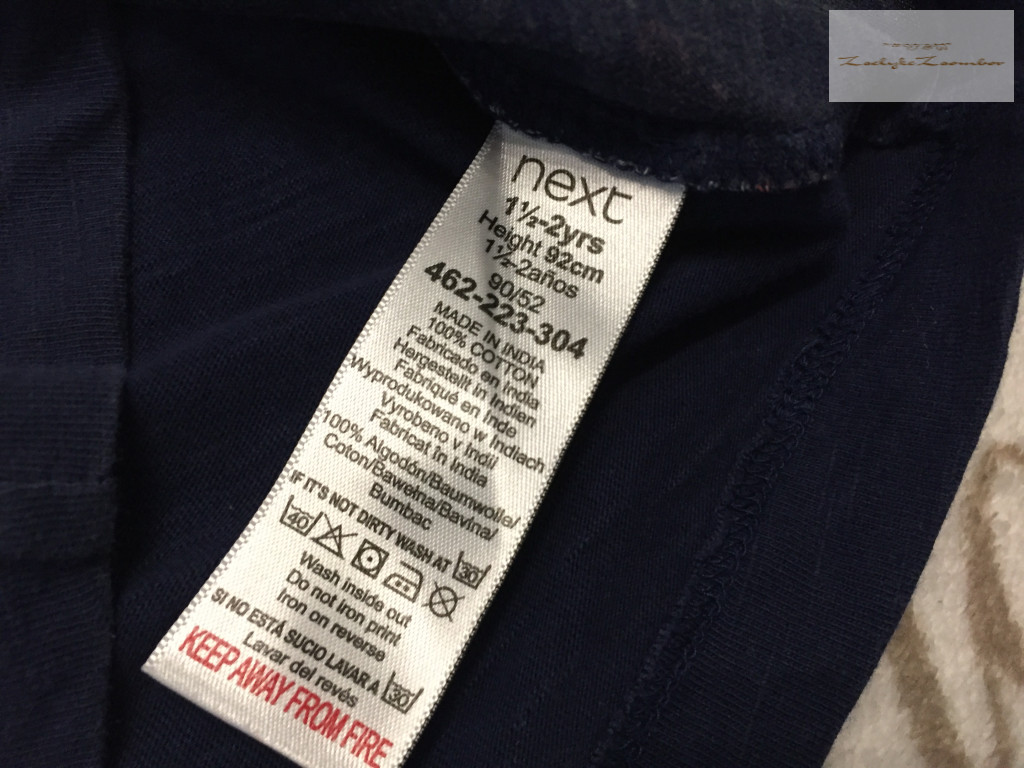 next
1½-2yrs
Height 92cm
1½-2años
90/52
462-223-304
MADE IN INDIA
100% COTTON
Fabricado en India
Hergestellt in Indien
Fabriqué en Inde
Wyprodukowano w Indiach
Vyrobeno v Indii
Fabricat in India
100% Algodón/Baumwolle/
Coton/Bawełna/Bavlna/
Bumbac
IF IT'S NOT DIRTY WASH AT 30
40
Wash inside out
Do not iron print
Iron on reverse
SI NO ESTÁ SUCIO LAVAR A 30
Lavar del revés
KEEP AWAY FROM FIRE